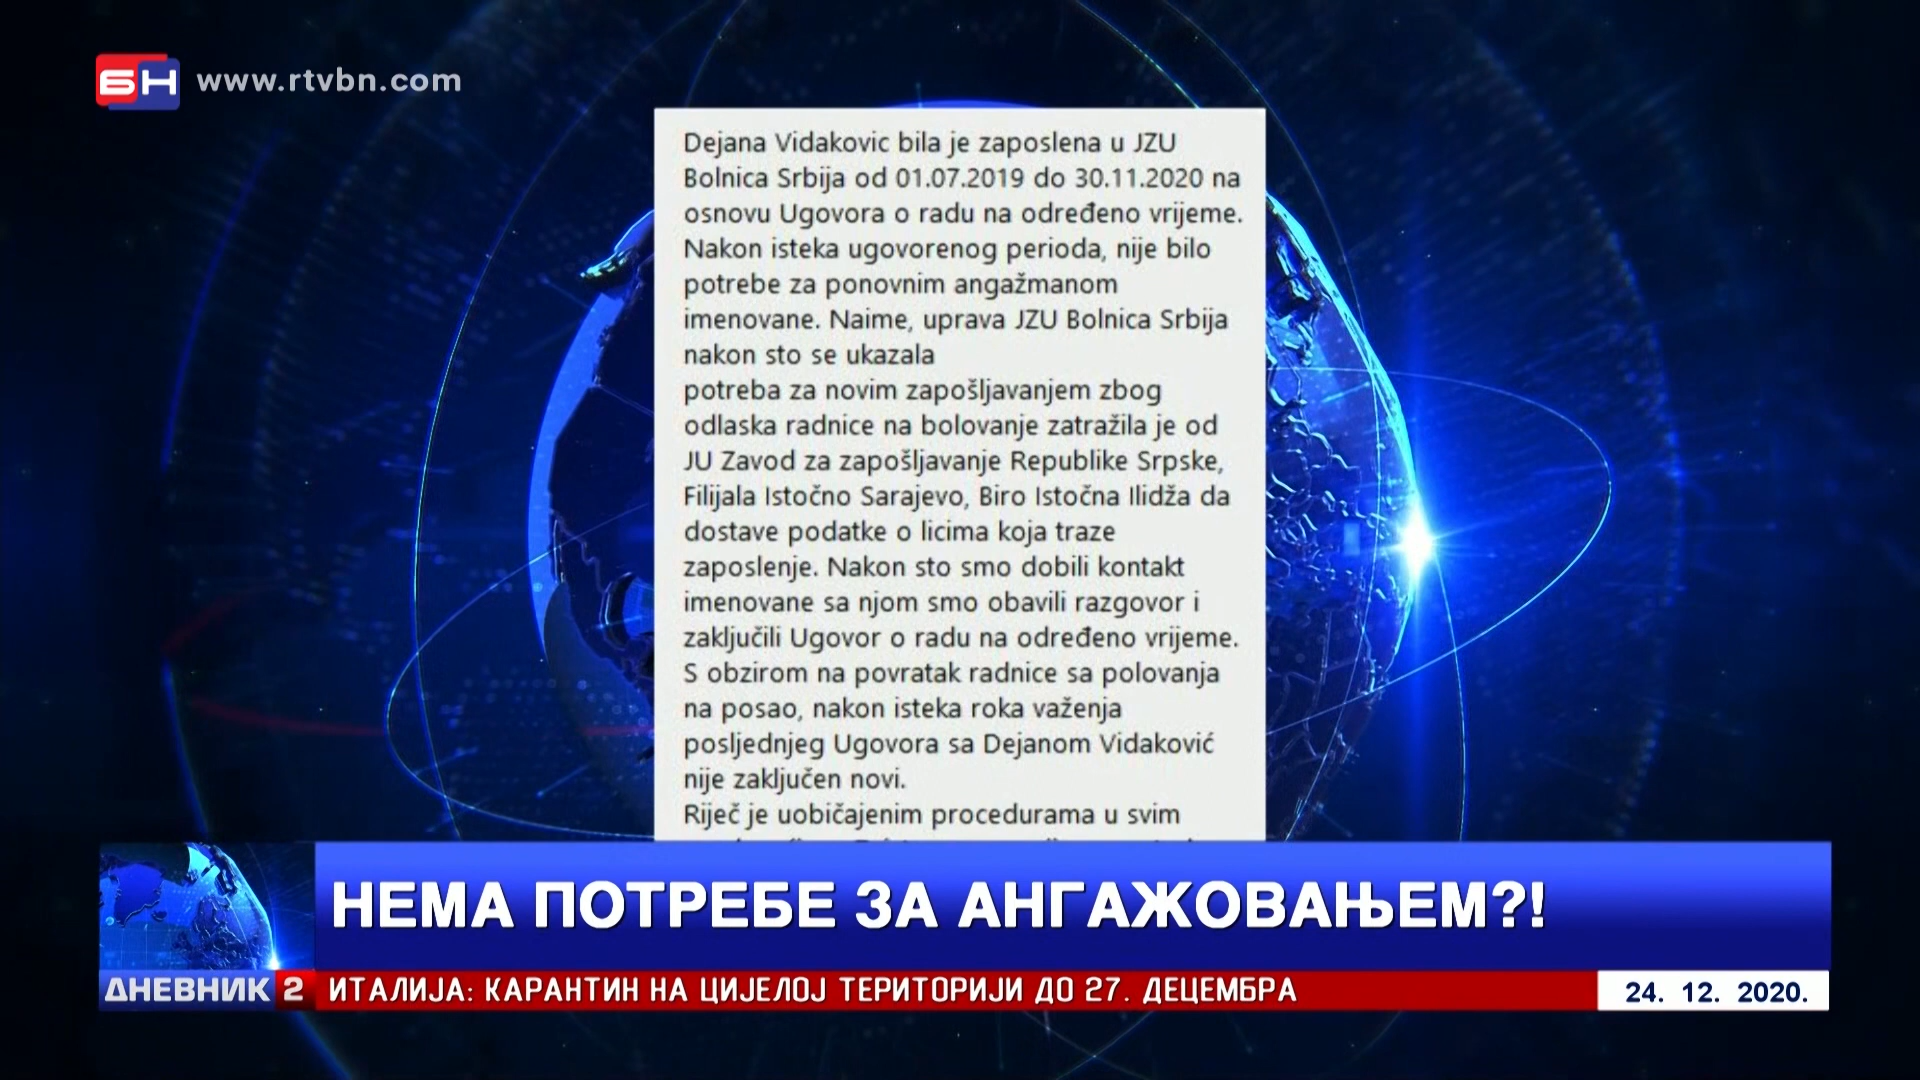 БН www.rtvbn.com
Dejana Vidakovic bila je zaposlena u JZU
Bolnica Srbija od 01.07.2019 do 30.11.2020 na
osnovu Ugovora o radu na određeno vrijeme.
Nakon isteka ugovorenog perioda, nije bilo
potrebe za ponovnim angažmanom
imenovane. Naime, uprava JZU Bolnica Srbija
nakon sto se ukazala
potreba za novim zapošljavanjem zbog
odlaska radnice na bolovanje zatražila je od
JU Zavod za zapošljavanje Republike Srpske,
Filijala Istočno Sarajevo, Biro Istočna Ilidža da
dostave podatke o licima koja traze
zaposlenje. Nakon sto smo dobili kontakt
imenovane sa njom smo obavili razgovor i
zaključili Ugovor o radu na određeno vrijeme.
S obzirom na povratak radnice sa polovanja
na posao, nakon isteka roka važenja
posljednjeg Ugovora sa Dejanom Vidaković
nije zaključen novi.
Riječ je uobičajenim procedurama u svim
НЕМА ПОТРЕБЕ ЗА АНГАЖОВАЊЕМ?!
ДНЕВНИК 2 ИТАЛИЈА: КАРАНТИН НА ЦИЈЕЛОЈ ТЕРИТОРИЈИ ДО 27. ДЕЦЕМБРА 24. 12. 2020.